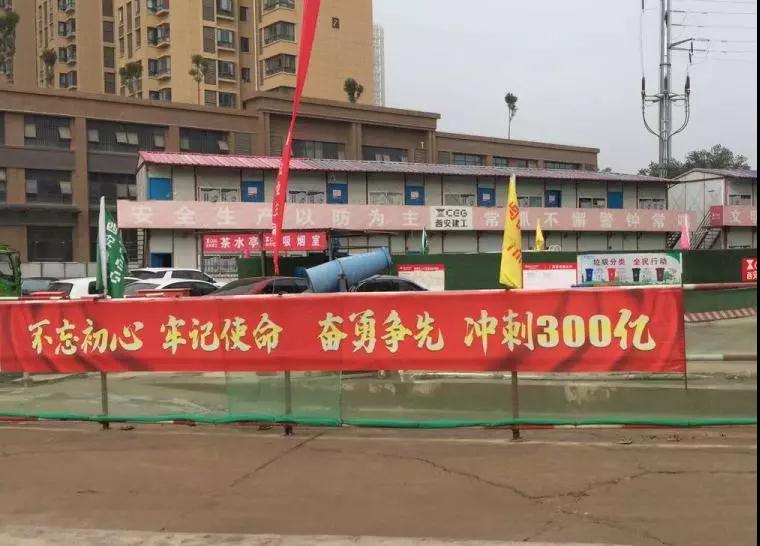 安全生产以防为主 CEG 西安建工 常抓不懈警钟常鸣
茶水亭 吸烟室
垃圾分类 全民行动
不忘初心 牢记使命 奋勇争先 冲刺300亿